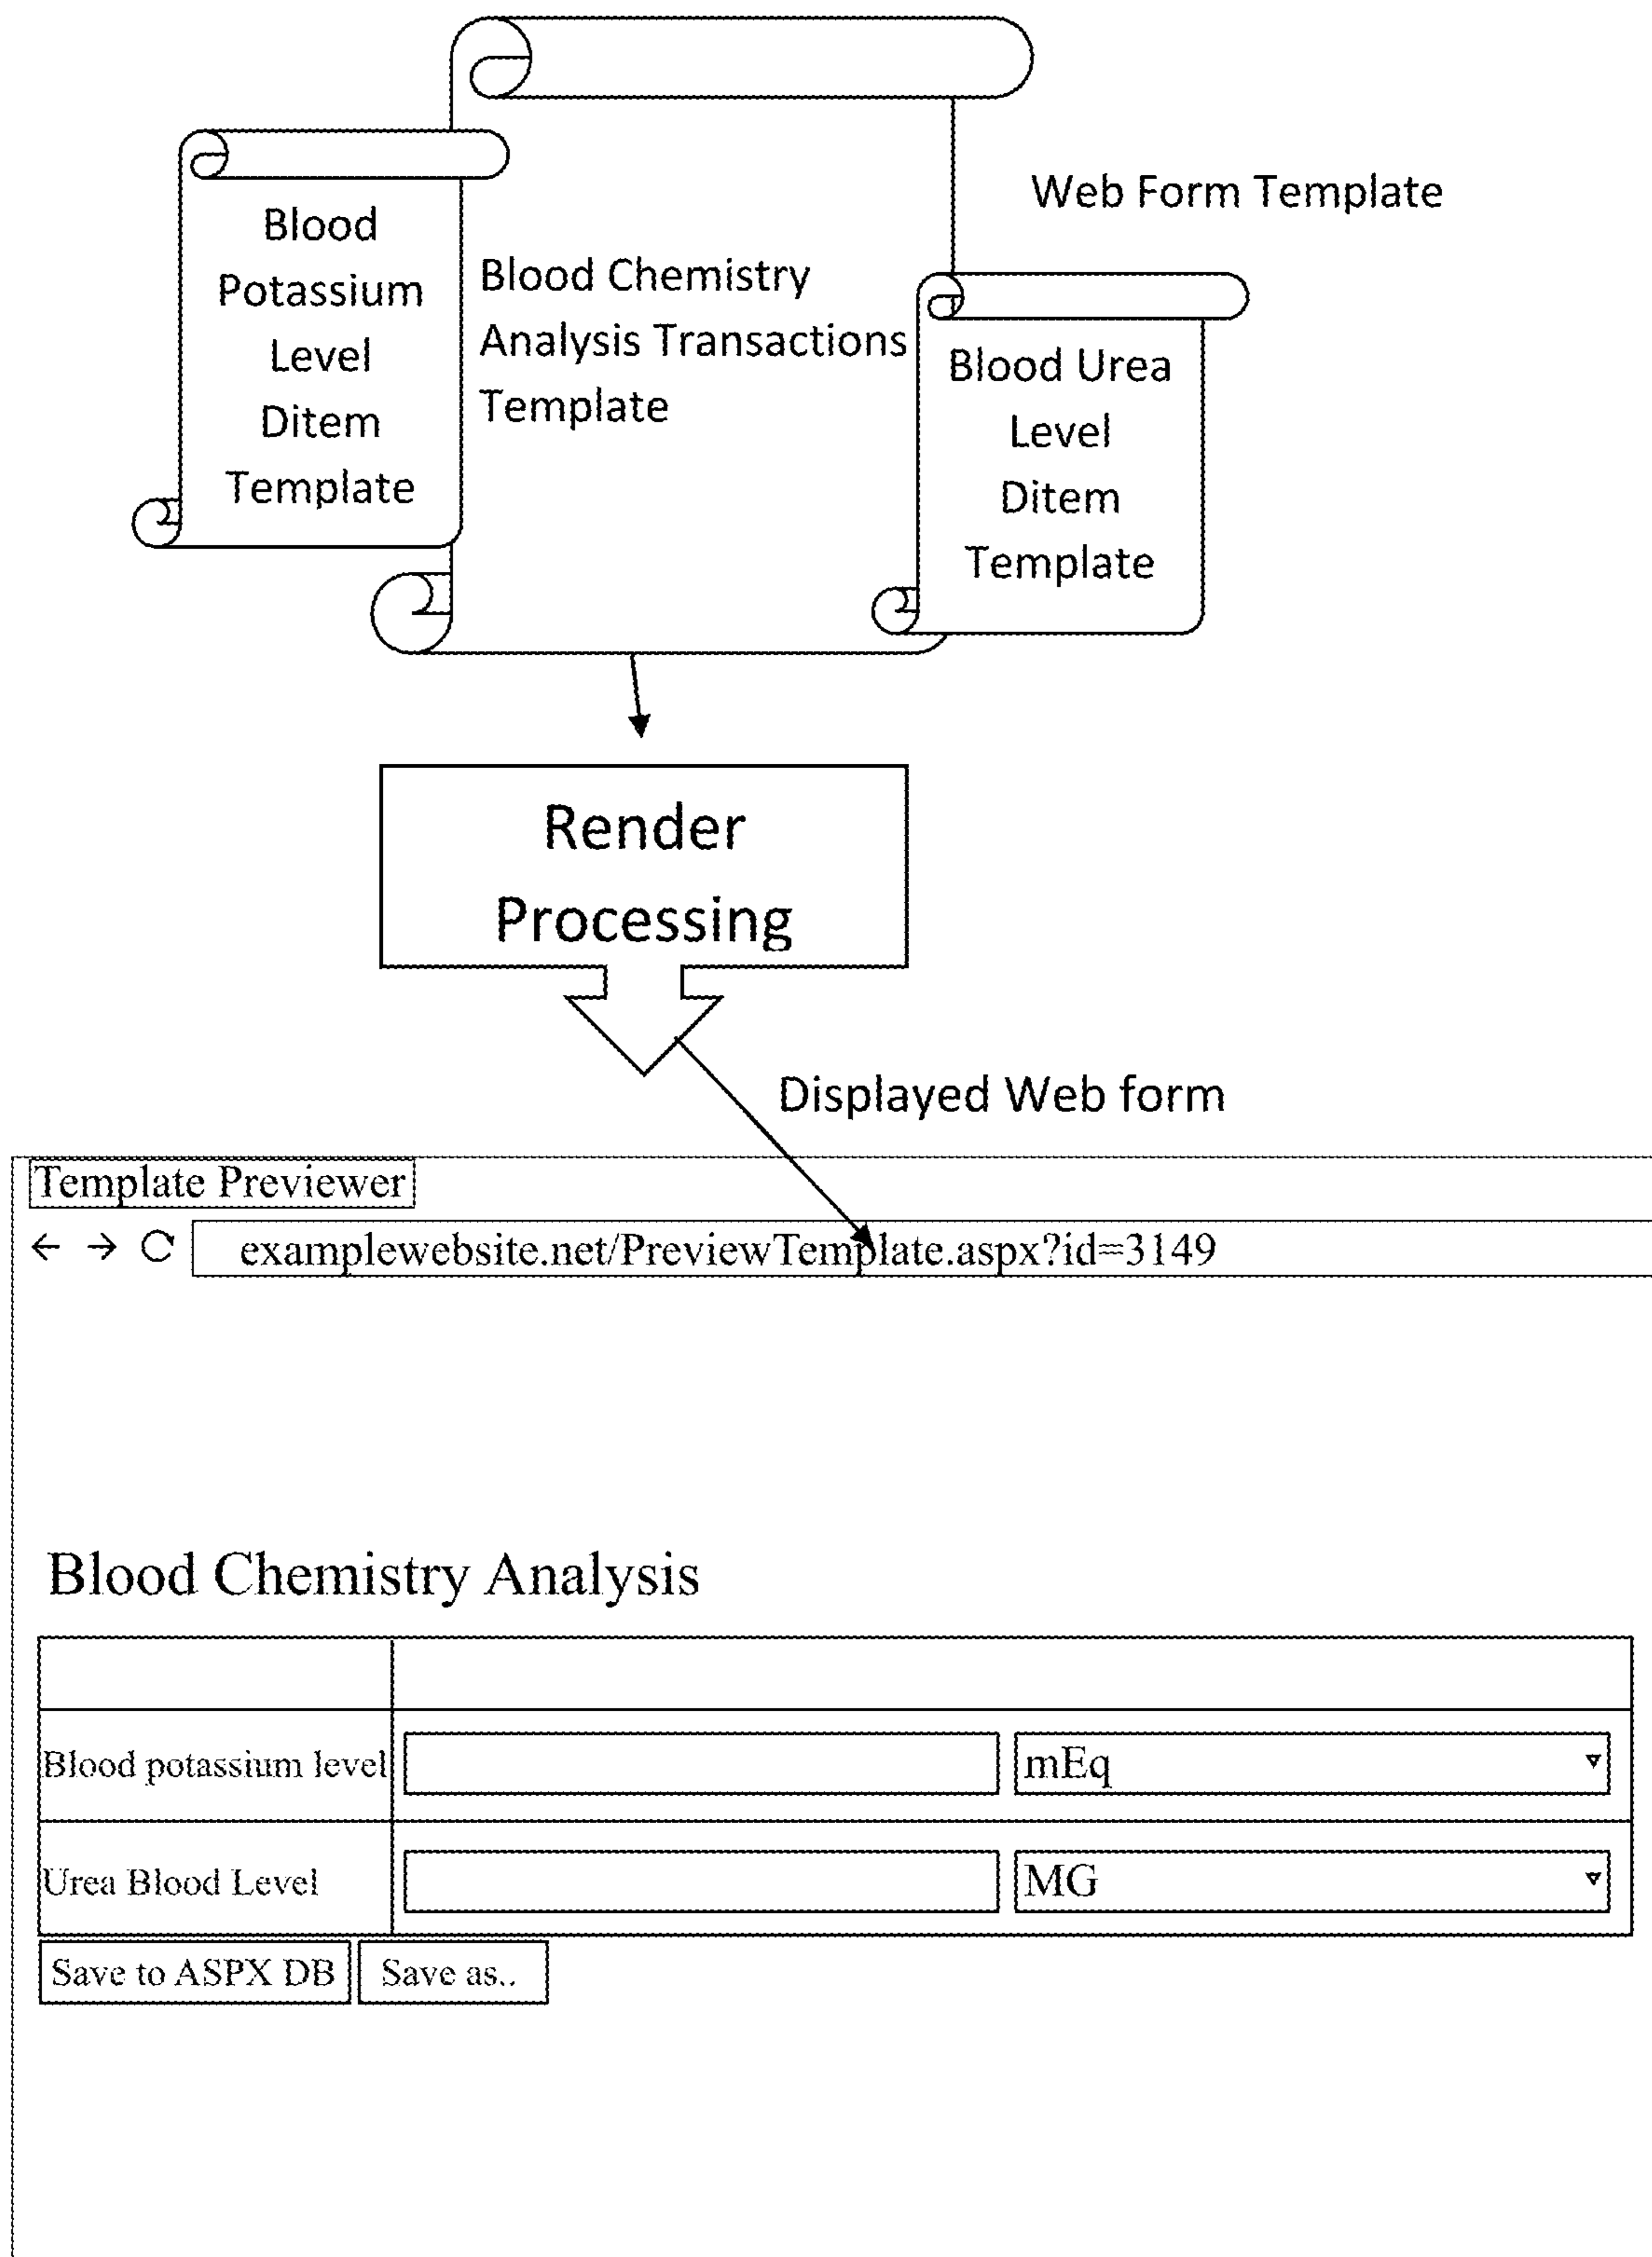 Web Form Template
Blood
Potassium
Level
Ditem
Template
Blood Chemistry
Analysis Transactions
Template
Blood Urea
Level
Ditem
Template
Render
Processing
Displayed Web form
Template Previewer
examplewebsite.net/PreviewTemplate.aspx?id=3149
Blood Chemistry Analysis
Blood potassium level
mEq
Urea Blood Level
MG
Save to ASPX DB
Save as..